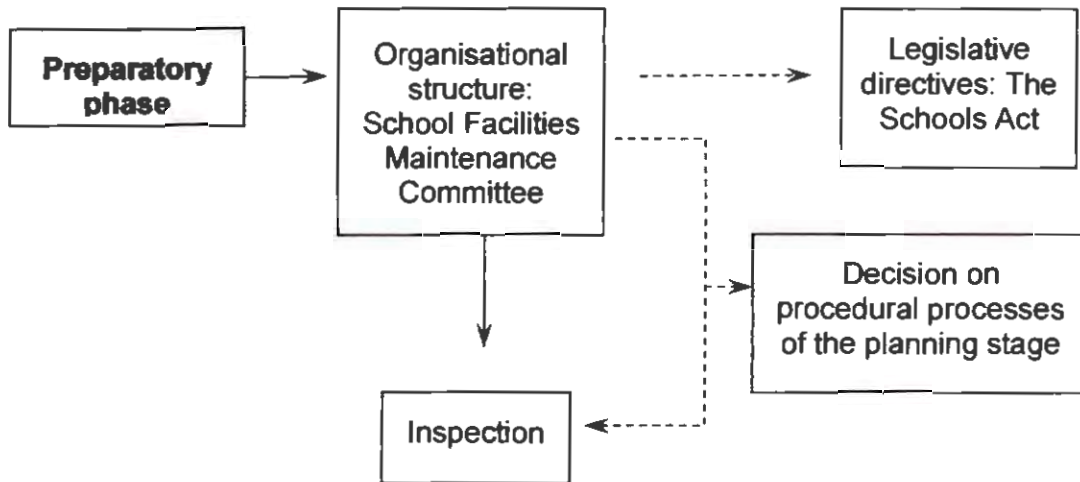 Preparatory
phase
Organisational
structure:
School Facilities
Maintenance
Committee
Legislative
directives: The
Schools Act
Decision on
procedural processes
of the planning stage
Inspection